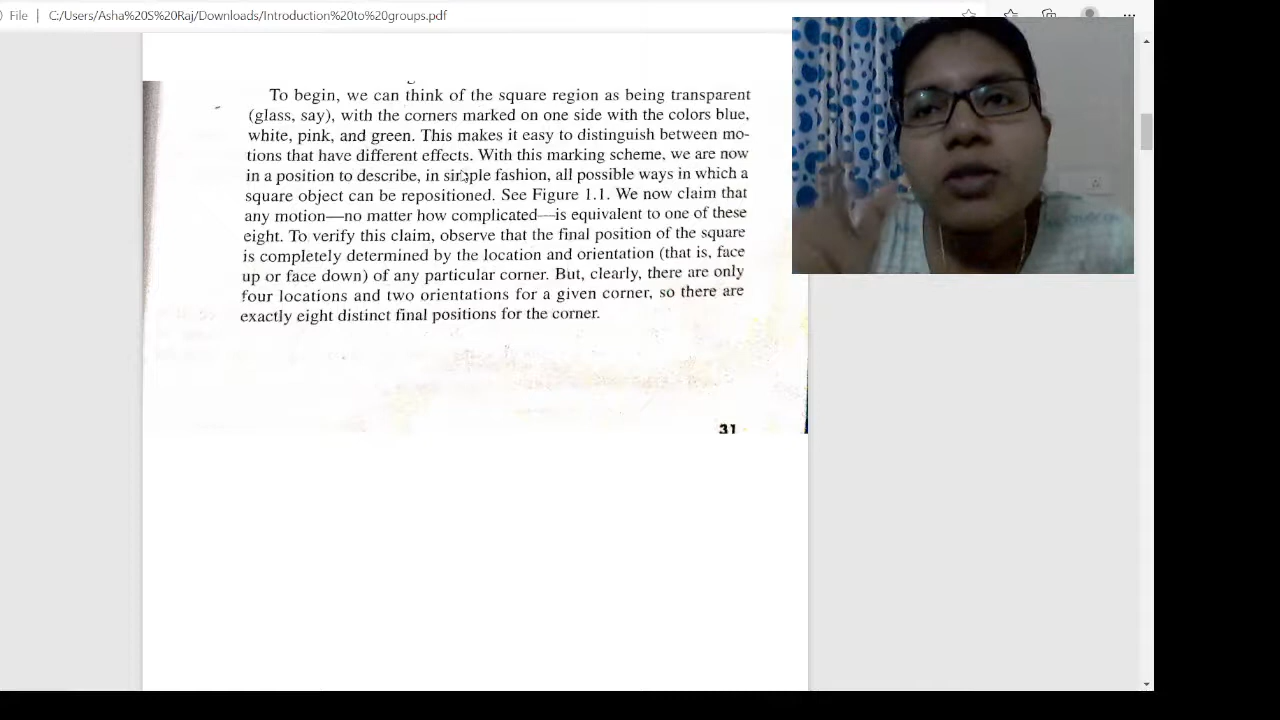 File | C:/Users/Asha%20S%20Raj/Downloads/Introduction%20to%20groups.pdf
To begin, we can think of the square region as being transparent
(glass, say), with the corners marked on one side with the colors blue,
white, pink, and green. This makes it easy to distinguish between mo-
tions that have different effects. With this marking scheme, we are now
in a position to describe, in simple fashion, all possible ways in which a
square object can be repositioned. See Figure 1.1. We now claim that
any motion—no matter how complicated—is equivalent to one of these
eight. To verify this claim, observe that the final position of the square
is completely determined by the location and orientation (that is, face
up or face down) of any particular corner. But, clearly, there are only
four locations and two orientations for a given corner, so there are
exactly eight distinct final positions for the corner.
31